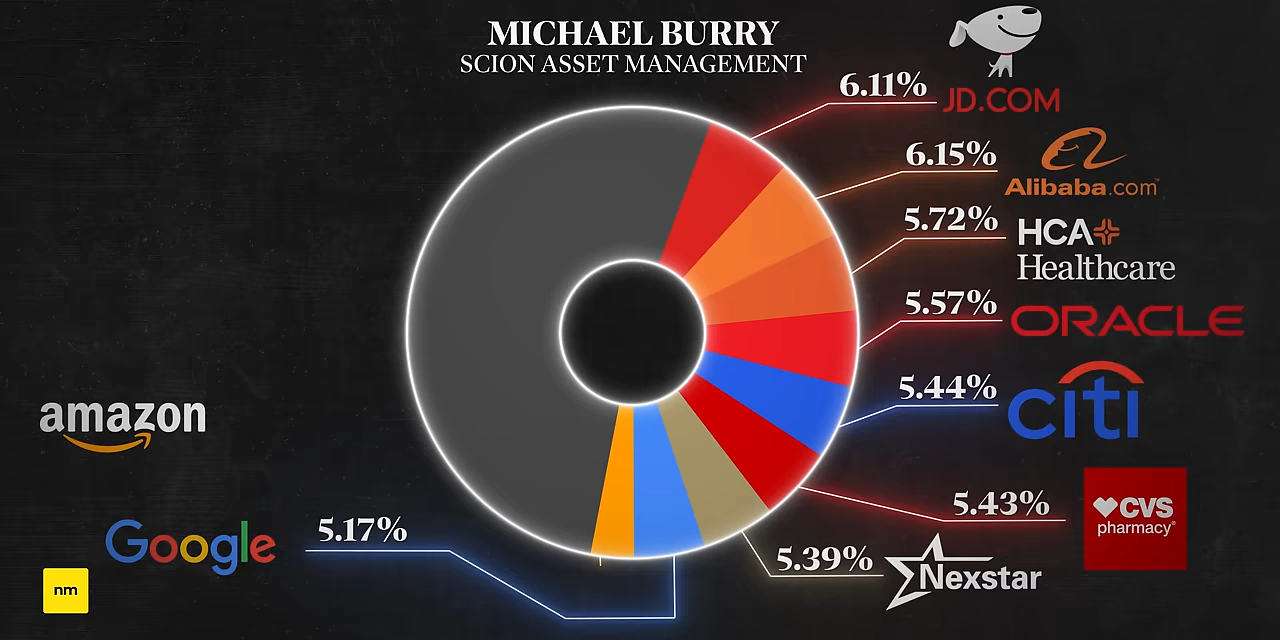 MICHAEL BURRY
SCION ASSET MANAGEMENT
6.11%
JD.COM
6.15%
Alibaba.com™
5.72%
HCA
Healthcare
5.57%
ORACLE
5.44%
citi
5.43%
CVS
pharmacy®
5.39%
Nexstar
amazon
Google
5.17%
nm